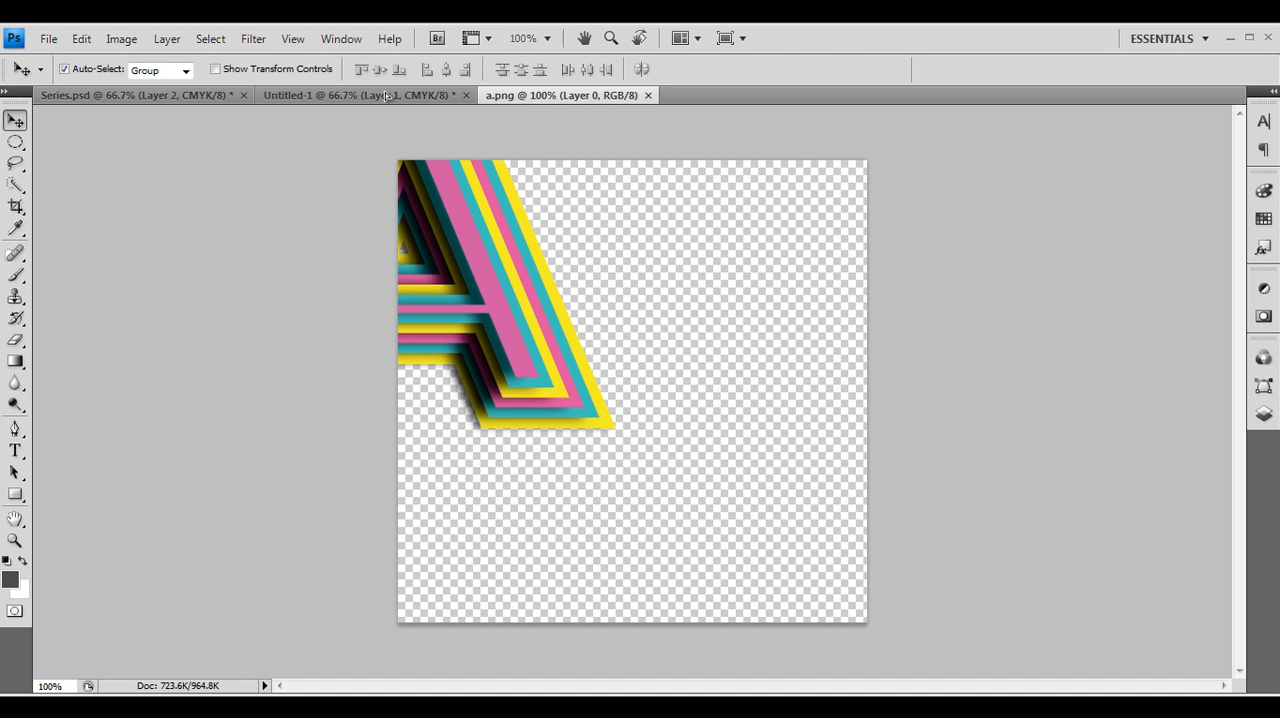 Ps File Edit Image Layer Select Filter View Window Help Br 100% ESSENTIALS
Auto-Select: Group Show Transform Controls
Series.psd @ 66.7% (Layer 2, CMYK/8) * Untitled-1 @ 66.7% (Layer 1, CMYK/8) * a.png @ 100% (Layer 0, RGB/8)
100% Doc: 723.6K/964.8K